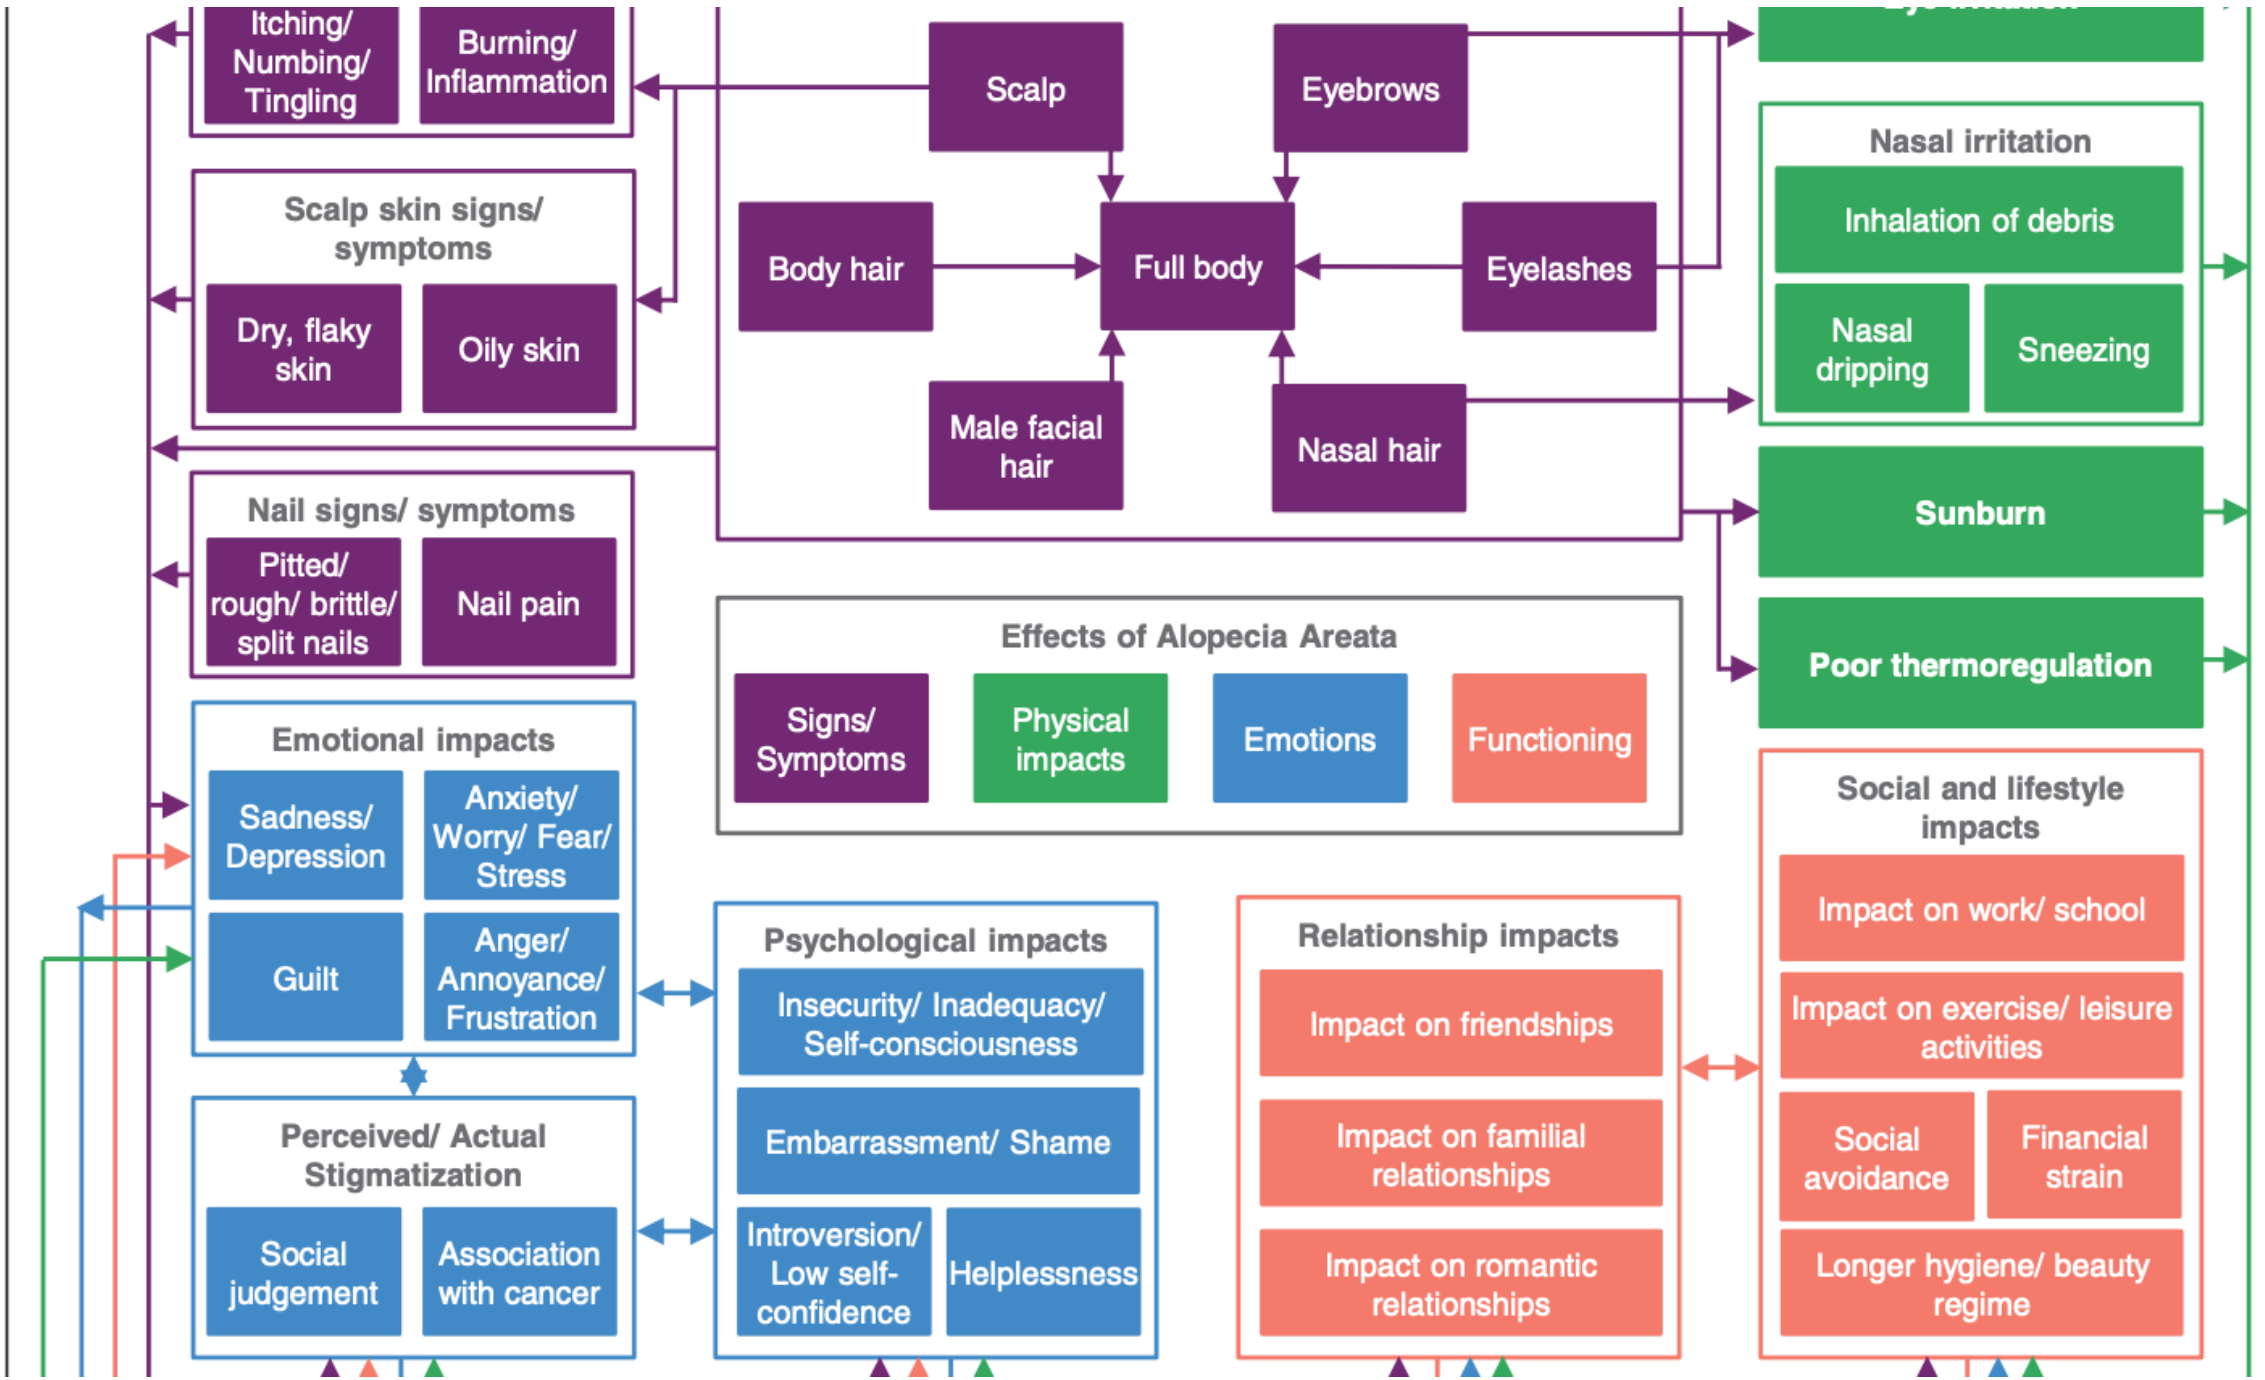 Itching/
Numbing/
Tingling
Burning/
Inflammation
Scalp skin signs/
symptoms
Dry, flaky
skin
Oily skin
Nail signs/ symptoms
Pitted/
rough/ brittle/
split nails
Nail pain
Scalp
Eyebrows
Body hair
Full body
Eyelashes
Male facial
hair
Nasal hair
Nasal irritation
Inhalation of debris
Nasal
dripping
Sneezing
Sunburn
Poor thermoregulation
Effects of Alopecia Areata
Signs/
Symptoms
Physical
impacts
Emotions
Functioning
Emotional impacts
Sadness/
Depression
Anxiety/
Worry/ Fear/
Stress
Guilt
Anger/
Annoyance/
Frustration
Perceived/ Actual
Stigmatization
Social
judgement
Association
with cancer
Psychological impacts
Insecurity/ Inadequacy/
Self-consciousness
Embarrassment/ Shame
Introversion/
Low self-
confidence
Helplessness
Relationship impacts
Impact on friendships
Impact on familial
relationships
Impact on romantic
relationships
Social and lifestyle
impacts
Impact on work/ school
Impact on exercise/ leisure
activities
Social
avoidance
Financial
strain
Longer hygiene/ beauty
regime